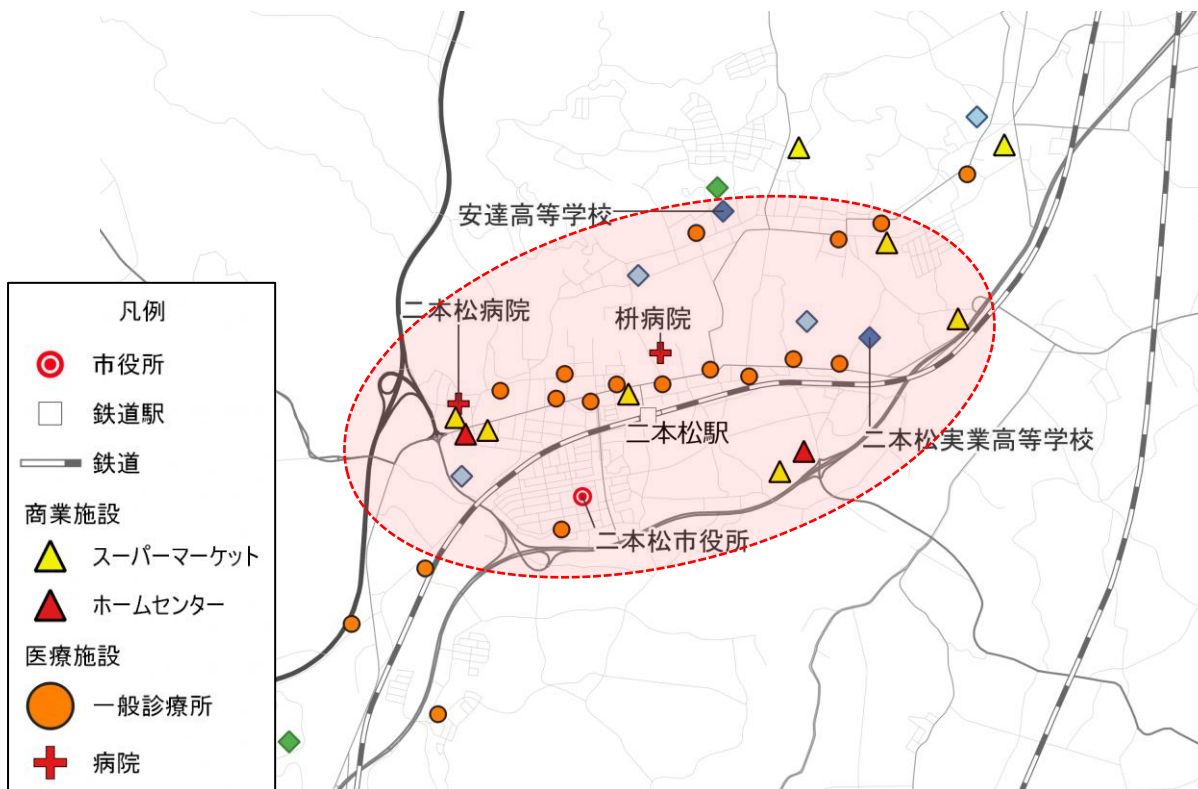 安達高等学校
二本松病院
枡病院
二本松駅
二本松実業高等学校
二本松市役所
凡例
市役所
鉄道駅
鉄道
商業施設
スーパーマーケット
ホームセンター
医療施設
一般診療所
病院